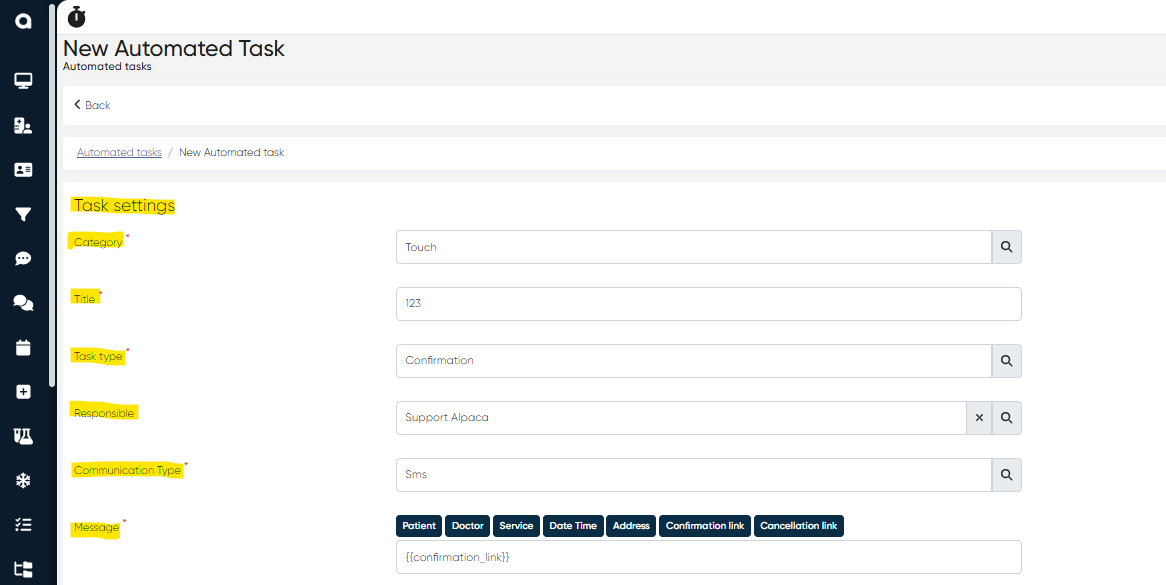 New Automated Task
Automated tasks
Back
Automated tasks / New Automated task
Task settings
Category * Touch
Title * 123
Task type * Confirmation
Responsible Support Alpaca
Communication Type * Sms
Message * Patient Doctor Service Date Time Address Confirmation link Cancellation link
{{confirmation_link}}